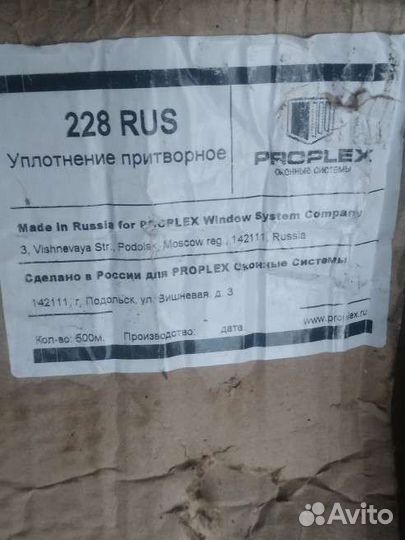 228 RUS
Уплотнение притворное
PROPLEX
оконные системы
Made in Russia for PROPLEX Window System Company
3, Vishnevaya Str., Podolsk, Moscow reg., 142111, Russia
Сделано в России для PROPLEX Оконные Системы
142111, г. Подольск, ул. Вишневая, д. 3
Кол-во: 500м. Производство: дата
www.proplex.ru
Avito